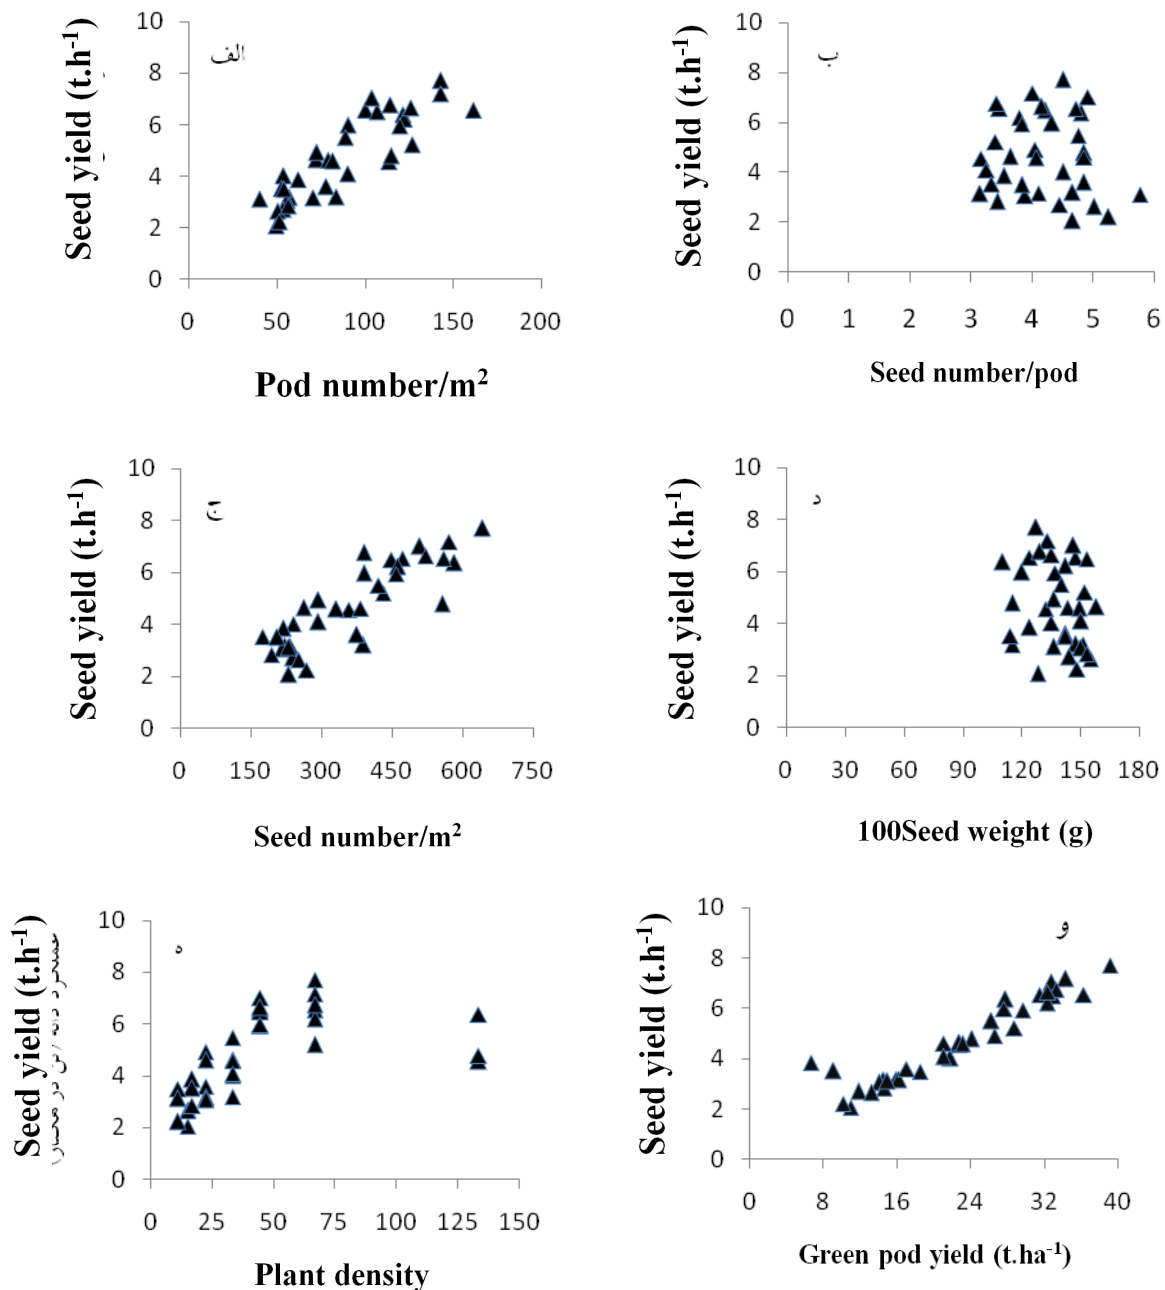 Seed yield (t.h-1)
10
8
6
4
2
0
الف
0 50 100 150 200
Pod number/m2
Seed yield (t.h-1)
10
8
6
4
2
0
ب
0 1 2 3 4 5 6
Seed number/pod
Seed yield (t.h-1)
10
8
6
4
2
0
ج
0 150 300 450 600 750
Seed number/m2
Seed yield (t.h-1)
10
8
6
4
2
0
د
0 30 60 90 120 150 180
100Seed weight (g)
Seed yield (t.h-1)
10
8
6
4
2
0
ه
0 25 50 75 100 125 150
Plant density
Seed yield (t.h-1)
10
8
6
4
2
0
و
0 8 16 24 32 40
Green pod yield (t.ha-1)